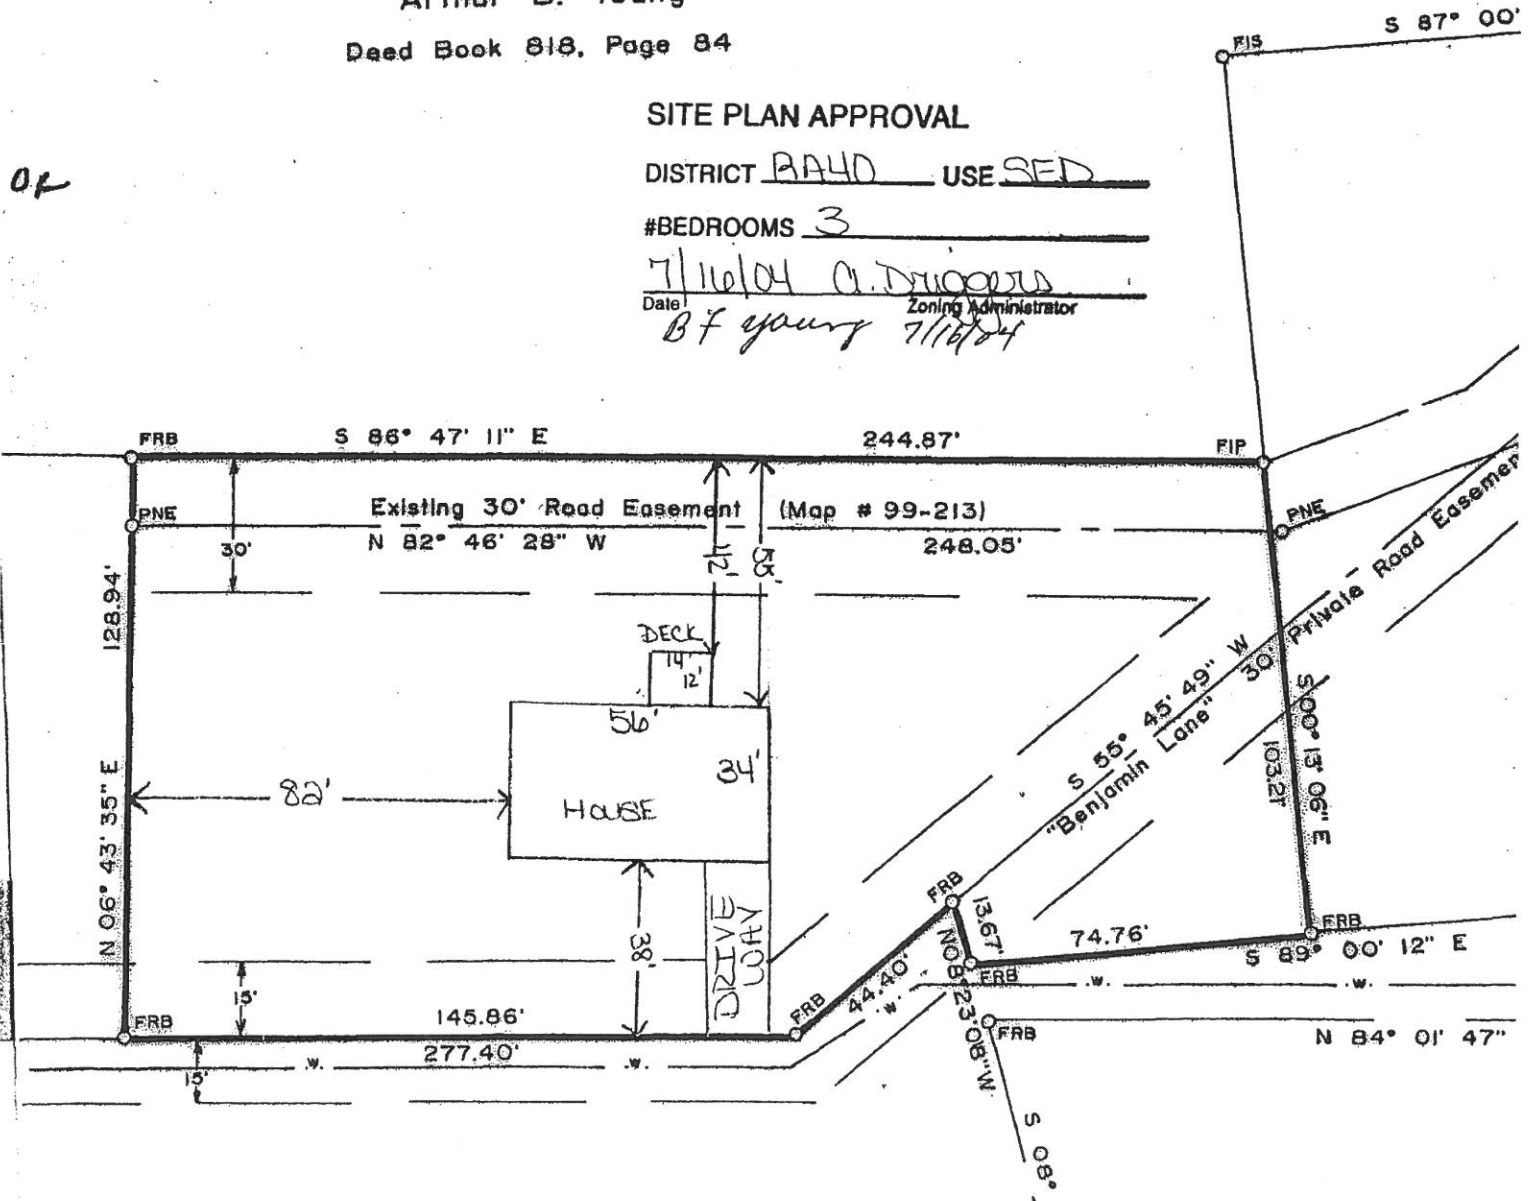 Deed Book 818, Page 84
S 87° 00'
FIS
SITE PLAN APPROVAL
DISTRICT RA40 USE SFD
#BEDROOMS 3
7/16/04 A. Driggers
Date Zoning Administrator
BF Young 7/16/04
FRB
S 86° 47' 11" E
244.87'
FIP
PNE
Existing 30' Road Easement (Map # 99-213)
N 82° 46' 28" W
248.05'
PNE
30'
42'
55'
128.94'
N 06° 43' 35" E
DECK
14'
12'
56'
34'
82'
HOUSE
38'
DRIVE
WAY
30' Private Road Easement
S 55° 45' 49" W
"Benjamin Lane"
S 00° 13' 06" E
103.21'
FRB
13.67'
N 08° 23' 08" W
74.76'
FRB
S 89° 00' 12" E
FRB
44.40'
FRB
15'
FRB
145.86'
277.40'
15'
W.
W.
W.
W.
W.
FRB
N 84° 01' 47"
S 08°